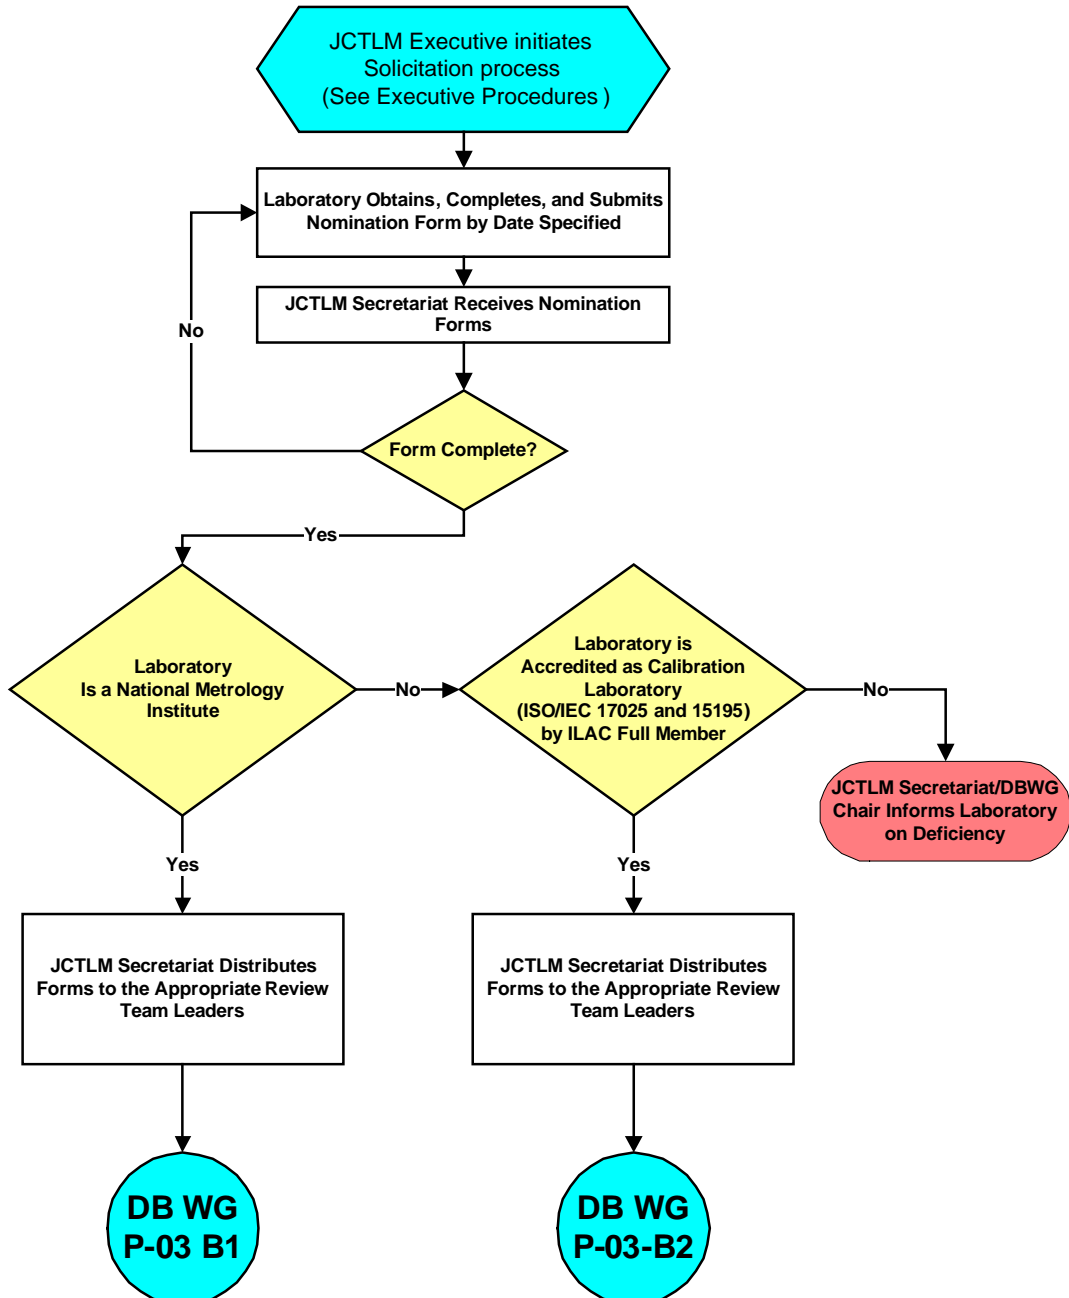 JCTLM Executive initiates
Solicitation process
(See Executive Procedures )
Laboratory Obtains, Completes, and Submits
Nomination Form by Date Specified
JCTLM Secretariat Receives Nomination
Forms
No
Form Complete?
Yes
Laboratory
Is a National Metrology
Institute
No
Laboratory is
Accredited as Calibration
Laboratory
(ISO/IEC 17025 and 15195)
by ILAC Full Member
No
JCTLM Secretariat/DBWG
Chair Informs Laboratory
on Deficiency
Yes
Yes
JCTLM Secretariat Distributes
Forms to the Appropriate Review
Team Leaders
JCTLM Secretariat Distributes
Forms to the Appropriate Review
Team Leaders
DB WG
P-03 B1
DB WG
P-03-B2